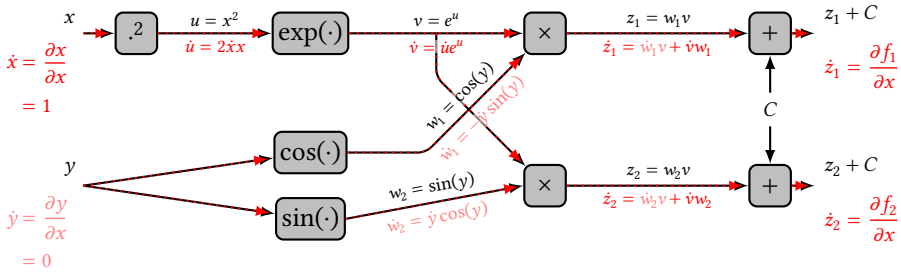 x
ẋ = ∂x/∂x
= 1
·²
u = x²
u̇ = 2ẋx
exp(·)
v = eᵘ
v̇ = u̇eᵘ
×
z₁ = w₁v
ż₁ = ẇ₁v + v̇w₁
+
z₁ + C
ż₁ = ∂f₁/∂x
w₁ = cos(y)
ẇ₁ = −ẏ sin(y)
C
cos(·)
y
ẏ = ∂y/∂x
= 0
sin(·)
w₂ = sin(y)
ẇ₂ = ẏ cos(y)
×
z₂ = w₂v
ż₂ = ẇ₂v + v̇w₂
+
z₂ + C
ż₂ = ∂f₂/∂x